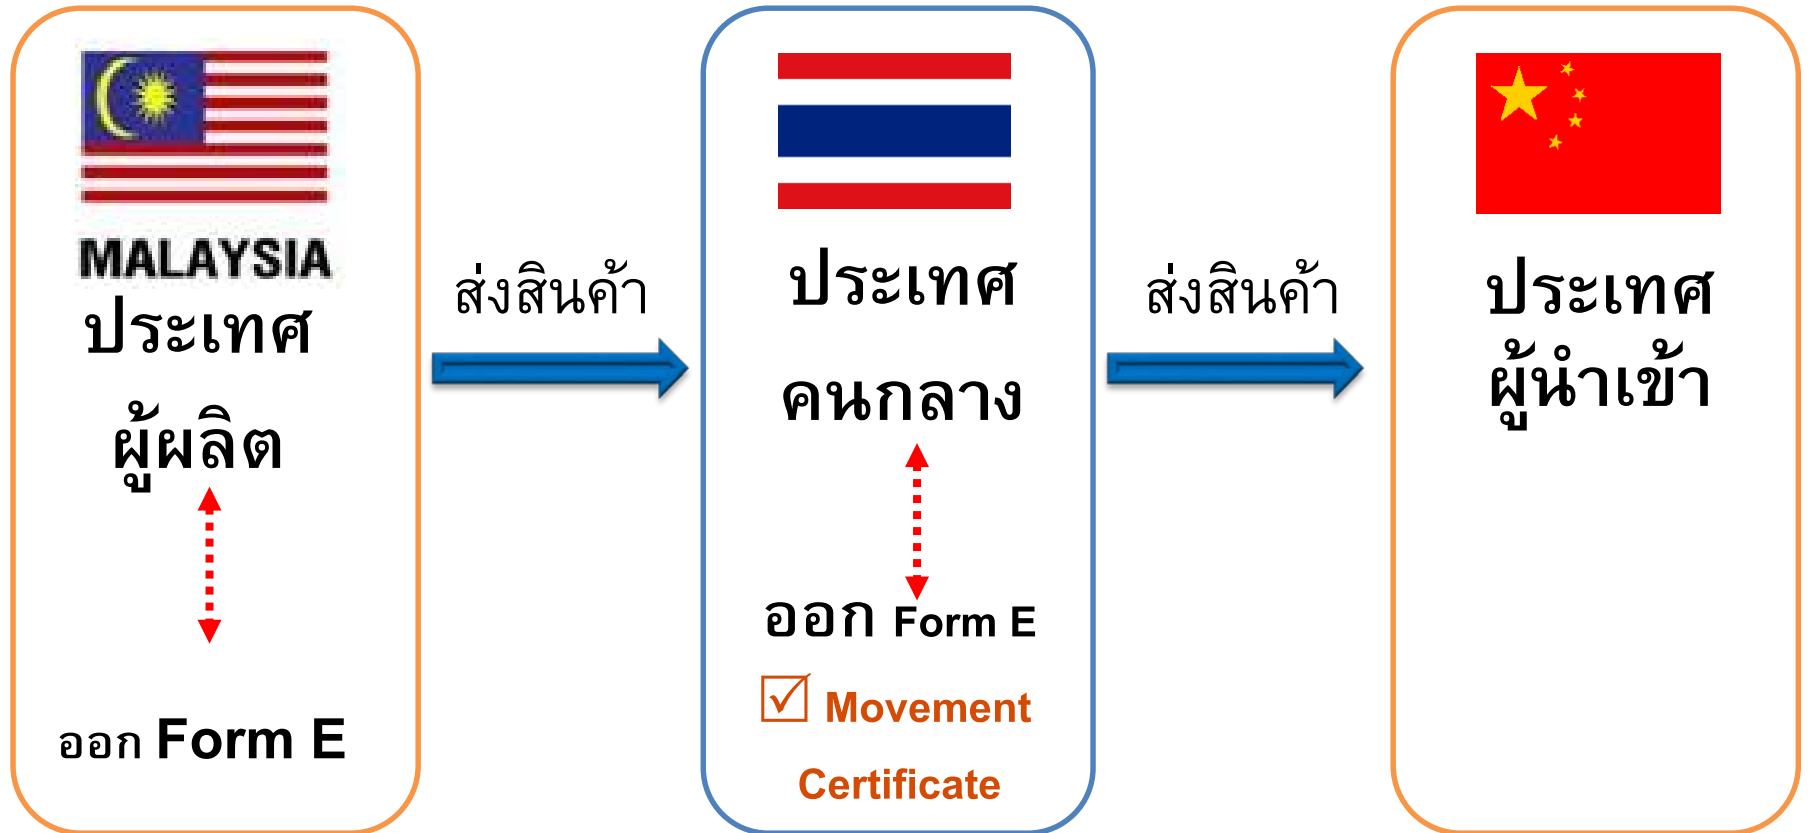 MALAYSIA
ประเทศ
ผู้ผลิต
ออก Form E
ส่งสินค้า
ประเทศ
คนกลาง
ออก Form E
☑ Movement
Certificate
ส่งสินค้า
ประเทศ
ผู้นำเข้า